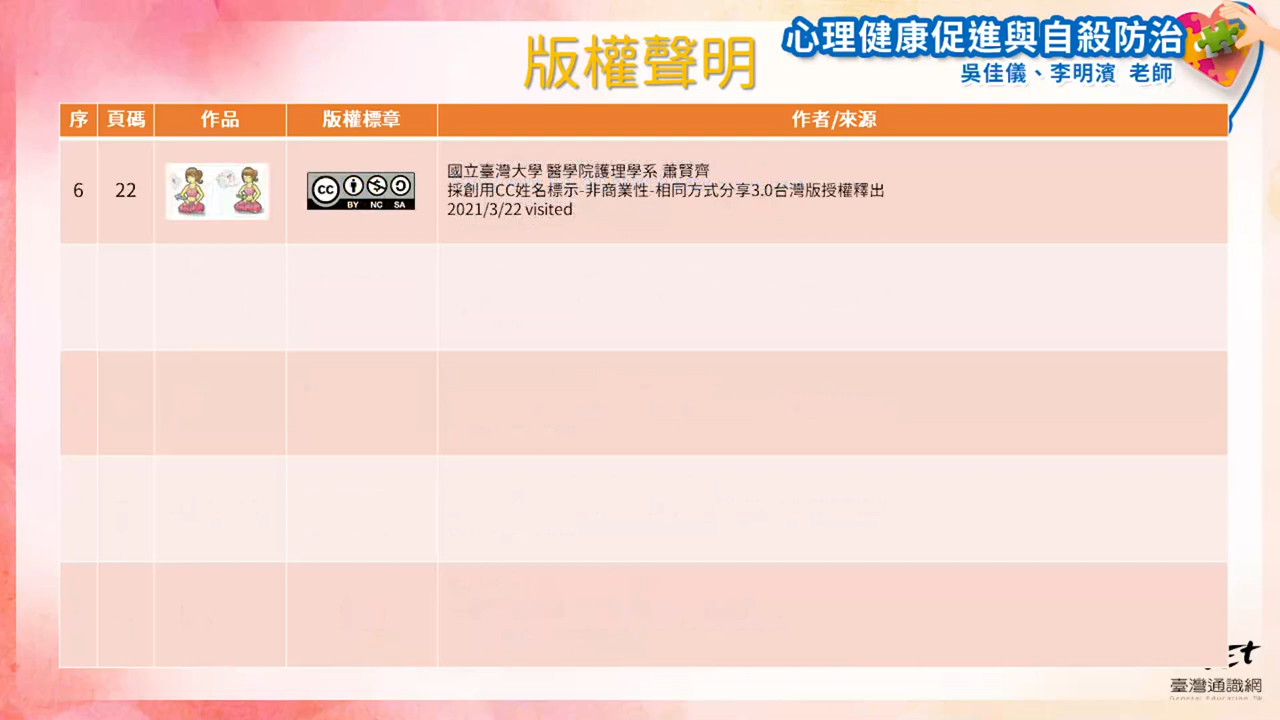 版權聲明
心理健康促進與自殺防治
吳佳儀、李明濱 老師
序 頁碼 作品 版權標章 作者/來源
6 22
cc BY NC SA
國立臺灣大學 醫學院護理學系 蕭賢齊
採創用CC姓名標示-非商業性-相同方式分享3.0台灣版授權釋出
2021/3/22 visited
臺灣通識網
General Education TW